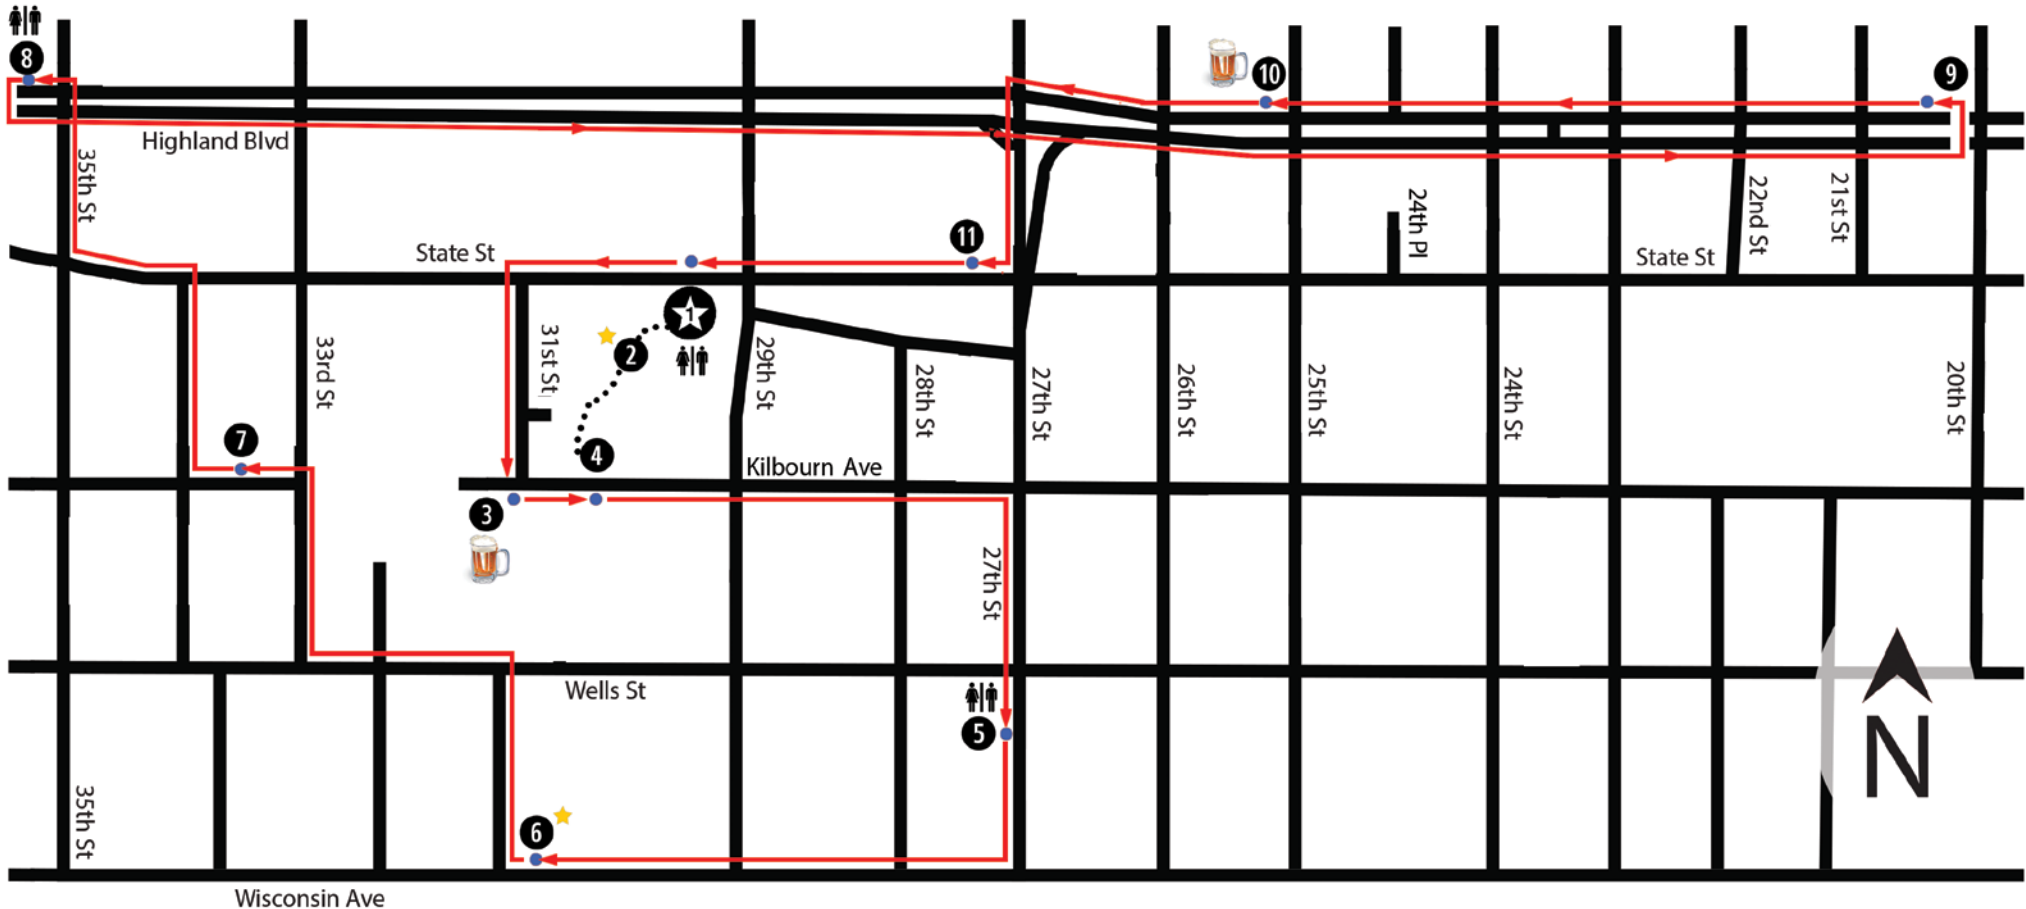 8
10
9
Highland Blvd
35th St
24th Pl
22nd St
21st St
11
State St
State St
1
2
31st St
33rd St
29th St
28th St
27th St
26th St
25th St
24th St
20th St
7
4
Kilbourn Ave
3
27th St
Wells St
5
N
35th St
6
Wisconsin Ave